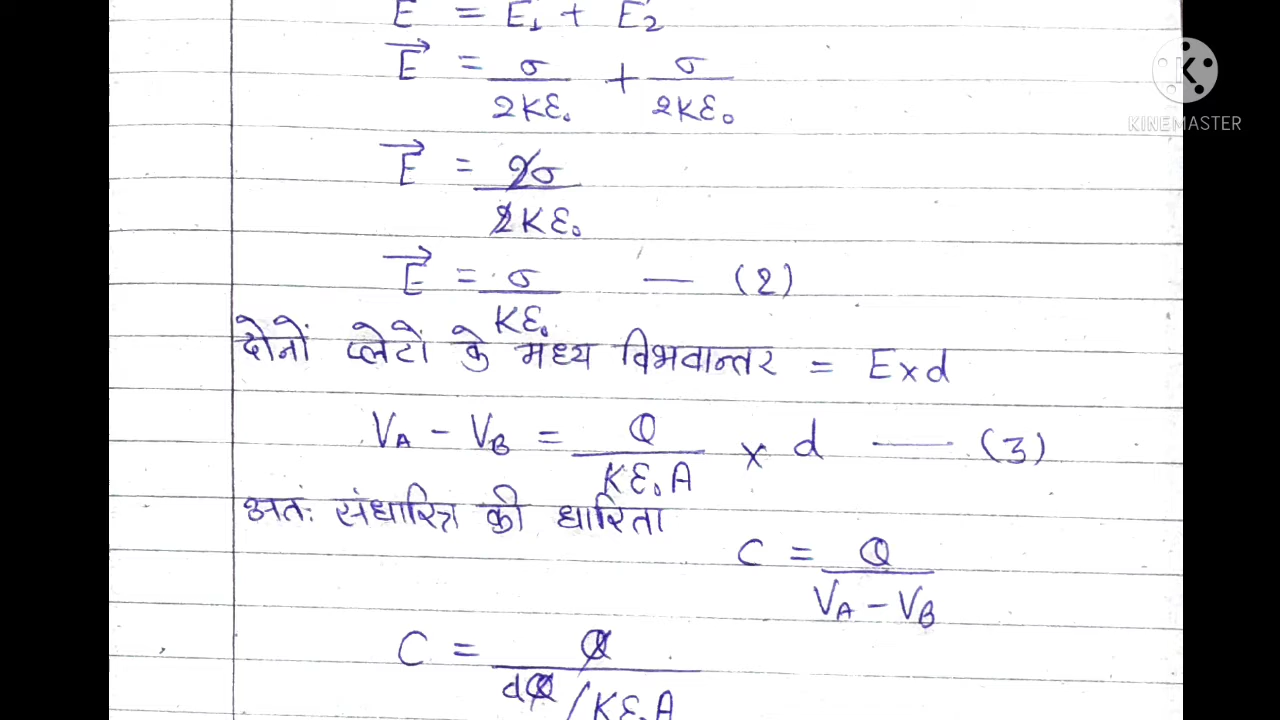 E = E₁ + E₂
E⃗ = σ/2Kε₀ + σ/2Kε₀
E⃗ = 2σ/2Kε₀
E⃗ = σ/Kε₀ — (2)
दोनों प्लेटों के मध्य विभवान्तर = E×d
V_A - V_B = Q/Kε₀A × d — (3)
अतः संधारित्र की धारिता
C = Q/V_A - V_B
C = Q/dQ/Kε₀A
KINEMASTER